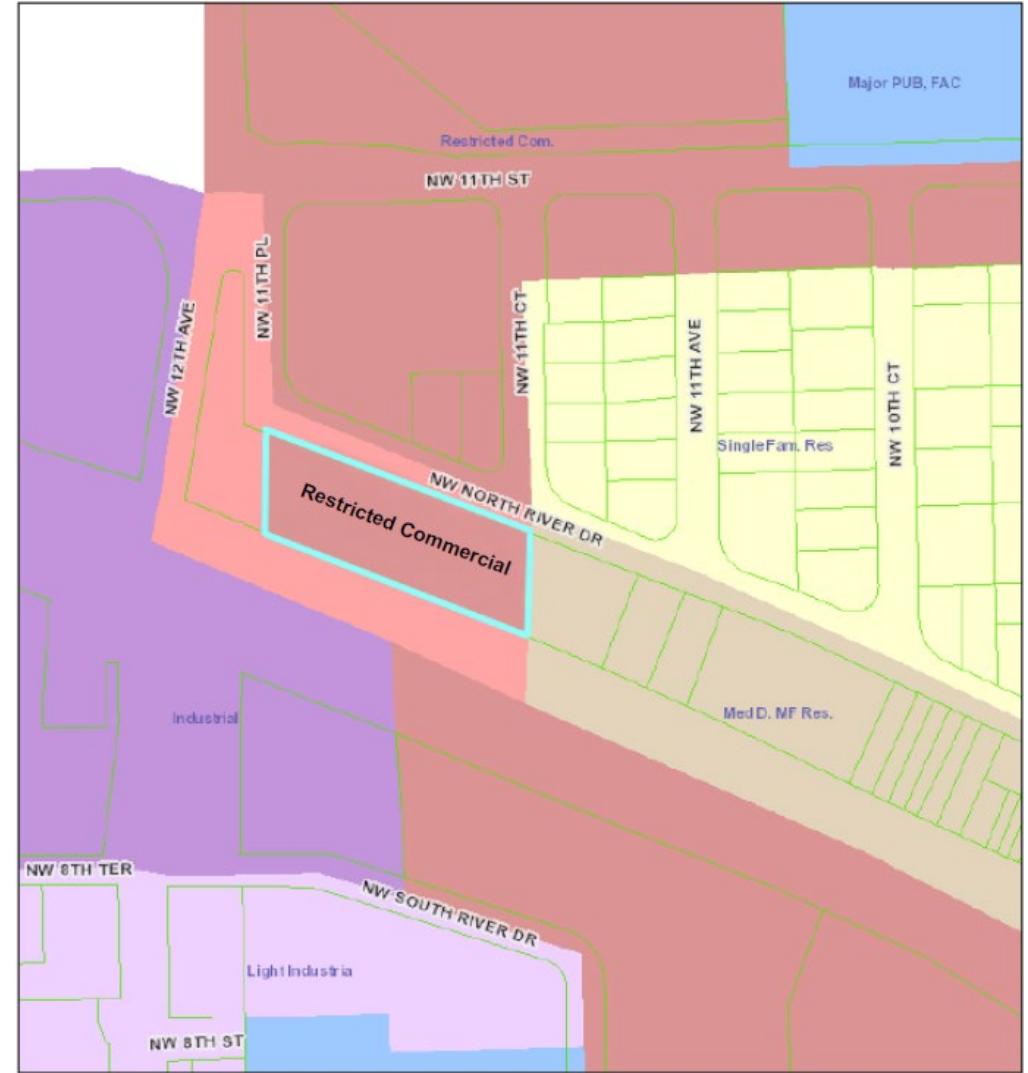 Major PUB, FAC
Restricted Com.
NW 11TH ST
NW 11TH PL
NW 12TH AVE
NW 11TH CT
NW 11TH AVE
NW 10TH CT
SingleFam. Res
NW NORTH RIVER DR
Restricted Commercial
Industrial
Med D. MF Res.
NW 8TH TER
NW SOUTH RIVER DR
Light Industria
NW 8TH ST